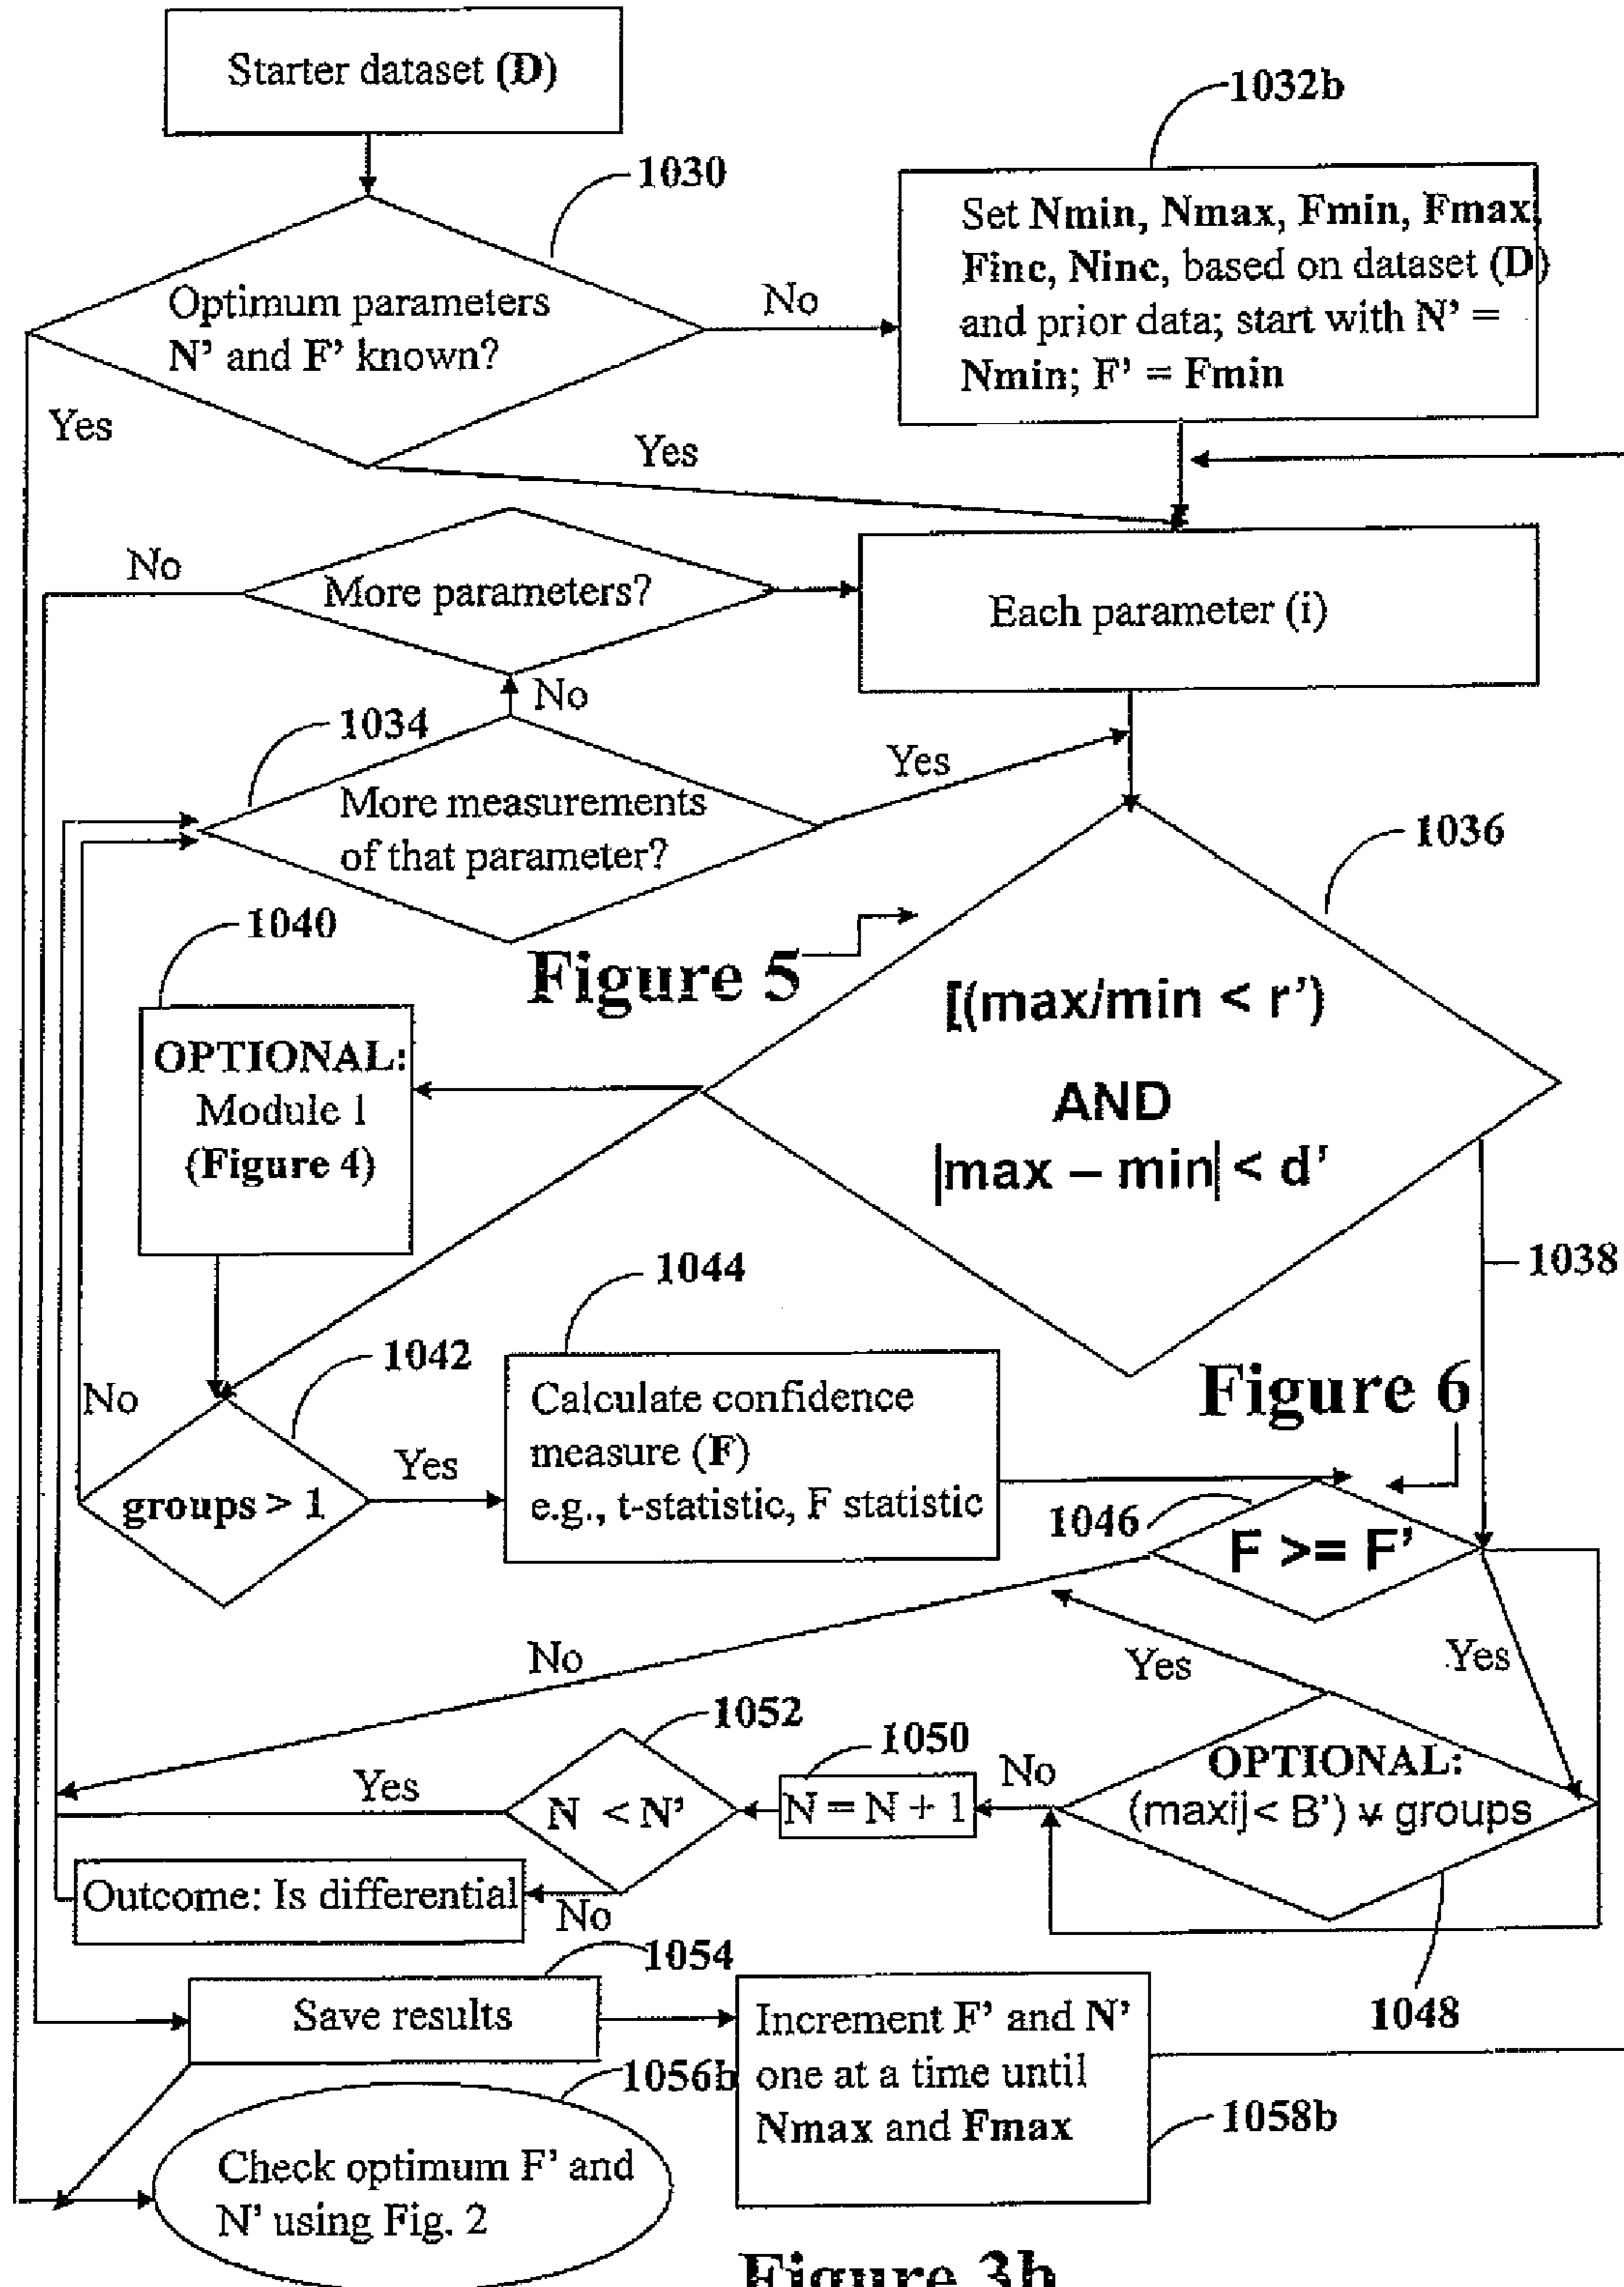 Starter dataset (D)
1032b
1030
Set Nmin, Nmax, Fmin, Fmax,
Finc, Ninc, based on dataset (D)
and prior data; start with N' =
Nmin; F' = Fmin
Optimum parameters
N' and F' known?
No
Yes
Yes
No
More parameters?
Each parameter (i)
No
1034
Yes
More measurements
of that parameter?
1036
1040
Figure 5
[(max/min < r')
AND
|max – min| < d'
OPTIONAL:
Module 1
(Figure 4)
1038
1044
1042
Figure 6
No
Calculate confidence
measure (F)
e.g., t-statistic, F statistic
Yes
groups > 1
1046
F >= F'
No
Yes
Yes
1052
1050
No
OPTIONAL:
(maxij < B') ⩝ groups
Yes
N < N'
N = N + 1
Outcome: Is differential
No
1054
Save results
Increment F' and N'
one at a time until
Nmax and Fmax
1048
1056b
1058b
Check optimum F' and
N' using Fig. 2
Figure 3b